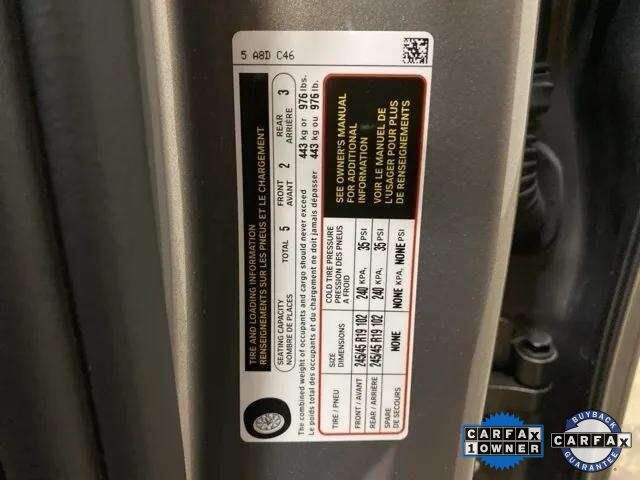 5 A8D C46
TIRE AND LOADING INFORMATION
RENSEIGNEMENTS SUR LES PNEUS ET LE CHARGEMENT
SEATING CAPACITY
NOMBRE DE PLACES
TOTAL 5
FRONT
AVANT
2
REAR
ARRIÈRE
3
The combined weight of occupants and cargo should never exceed 443 kg or 976 lbs.
Le poids total des occupants et du chargement ne doit jamais dépasser 443 kg ou 976 lb.
TIRE / PNEU
SIZE
DIMENSIONS
COLD TIRE PRESSURE
PRESSION DES PNEUS
A FROID
FRONT / AVANT 245/45 R19 102 240 KPA, 35 PSI
REAR / ARRIÈRE 245/45 R19 102 240 KPA, 35 PSI
SPARE
DE SECOURS
NONE NONE KPA, NONE PSI
SEE OWNER'S MANUAL
FOR ADDITIONAL
INFORMATION
VOIR LE MANUEL DE
L'USAGER POUR PLUS
DE RENSEIGNEMENTS
CARFAX
1 OWNER
BUYBACK
CARFAX
GUARANTEE